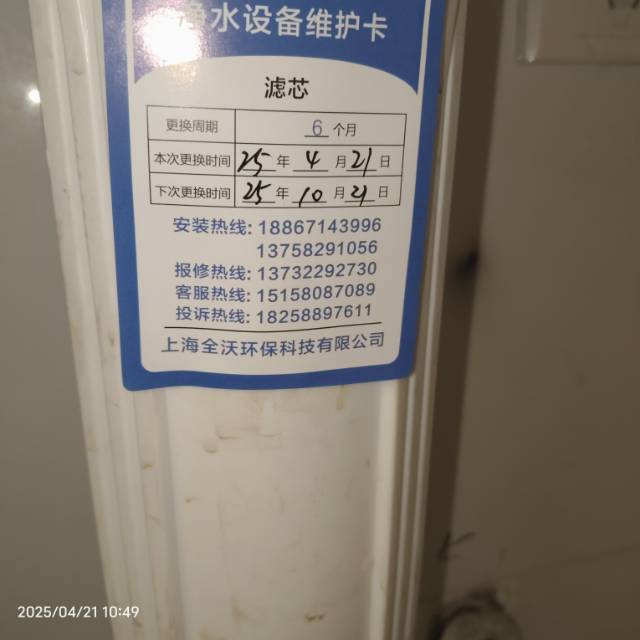 净水设备维护卡
滤芯
更换周期 6 个月
本次更换时间 25 年 4 月 21 日
下次更换时间 25 年 10 月 21 日
安装热线: 18867143996
13758291056
报修热线: 13732292730
客服热线: 15158087089
投诉热线: 18258897611
上海全沃环保科技有限公司
2025/04/21 10:49